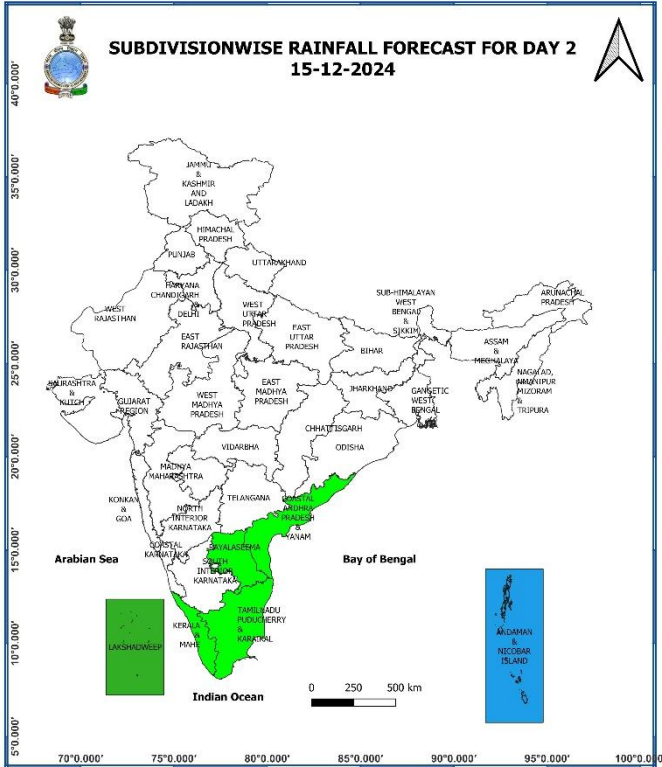 SUBDIVISIONWISE RAINFALL FORECAST FOR DAY 2
15-12-2024
40°0.000'
35°0.000'
30°0.000'
25°0.000'
20°0.000'
15°0.000'
10°0.000'
5°0.000'
JAMMU
&
KASHMIR
AND
LADAKH
HIMACHAL
PRADESH
PUNJAB
UTTARAKHAND
HARYANA
CHANDIGARH
DELHI
WEST
RAJASTHAN
EAST
RAJASTHAN
WEST
UTTAR
PRADESH
EAST
UTTAR
PRADESH
SUB-HIMALAYAN
WEST
BENGAL
&
SIKKIM
ARUNACHAL
PRADESH
ASSAM
&
MEGHALAYA
NAGALAD,
MANIPUR
MIZORAM
&
TRIPURA
BIHAR
SAURASHTRA
&
KUTCH
GUJARAT
REGION
WEST
MADHYA
PRADESH
EAST
MADHYA
PRADESH
JHARKHAND
GANGETIC
WEST
BENGAL
CHHATTISGARH
ODISHA
VIDARBHA
MADHYA
MAHARASHTRA
KONKAN
&
GOA
TELANGANA
NORTH
INTERIOR
KARNATAKA
COASTAL
ANDHRA
PRADESH
&
YANAM
COASTAL
KARNATAKA
RAYALASEEMA
SOUTH
INTERIOR
KARNATAKA
Arabian Sea
Bay of Bengal
LAKSHADWEEP
KERALA
&
MAHE
TAMILNADU
PUDUCHERRY
&
KARAIKAL
ANDAMAN
&
NICOBAR
ISLAND
Indian Ocean
0 250 500 km
70°0.000' 75°0.000' 80°0.000' 85°0.000' 90°0.000' 95°0.000' 100°0.000'